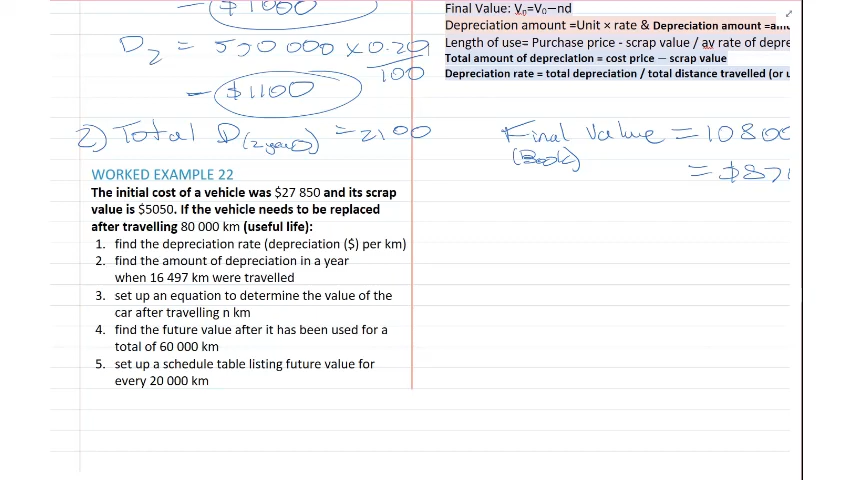 = $1000
Final Value: Vn=V0−nd
Depreciation amount =Unit × rate & Depreciation amount =
Length of use= Purchase price - scrap value / av rate of depre
Total amount of depreciation = cost price − scrap value
Depreciation rate = total depreciation / total distance travelled (or u
D2 = 550 000 × 0.20
100
= $1100
2) Total D(2 years) = 2100
Final Value = 10800
(Book)
= $87
WORKED EXAMPLE 22
The initial cost of a vehicle was $27 850 and its scrap
value is $5050. If the vehicle needs to be replaced
after travelling 80 000 km (useful life):
1. find the depreciation rate (depreciation ($) per km)
2. find the amount of depreciation in a year
when 16 497 km were travelled
3. set up an equation to determine the value of the
car after travelling n km
4. find the future value after it has been used for a
total of 60 000 km
5. set up a schedule table listing future value for
every 20 000 km